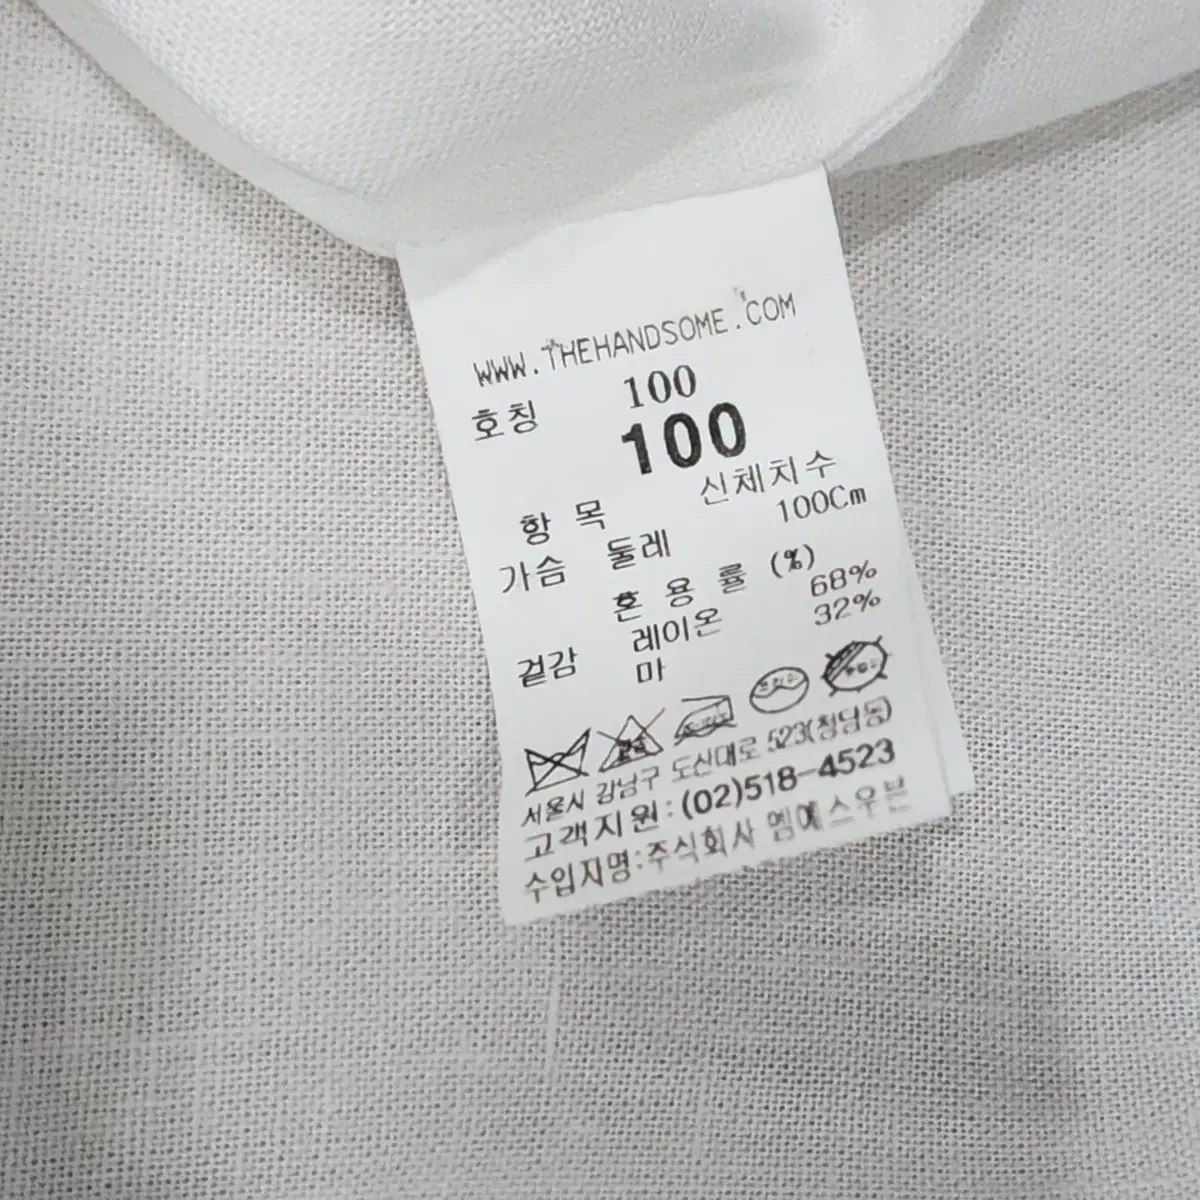 WWW.THEHANDSOME.COM
호칭 100
100
항 목 신체치수
가슴 둘레 100Cm
혼 용 률 (%)
겉감 레이온 68%
마 32%
서울시 강남구 도산대로 523(청담동)
고객지원:(02)518-4523
수입자명:주식회사 엠에스우븐